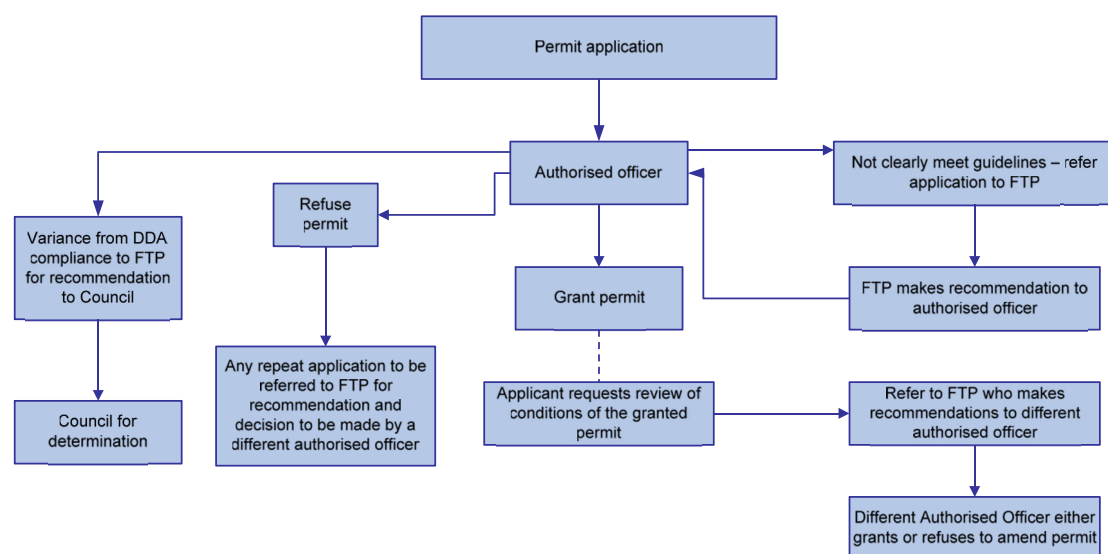 Permit application
Authorised officer
Not clearly meet guidelines – refer
application to FTP
Refuse
permit
Variance from DDA
compliance to FTP
for recommendation
to Council
Grant permit
FTP makes recommendation to
authorised officer
Any repeat application to be
referred to FTP for
recommendation and
decision to be made by a
different authorised officer
Applicant requests review of
conditions of the granted
permit
Refer to FTP who makes
recommendations to different
authorised officer
Council for
determination
Different Authorised Officer either
grants or refuses to amend permit